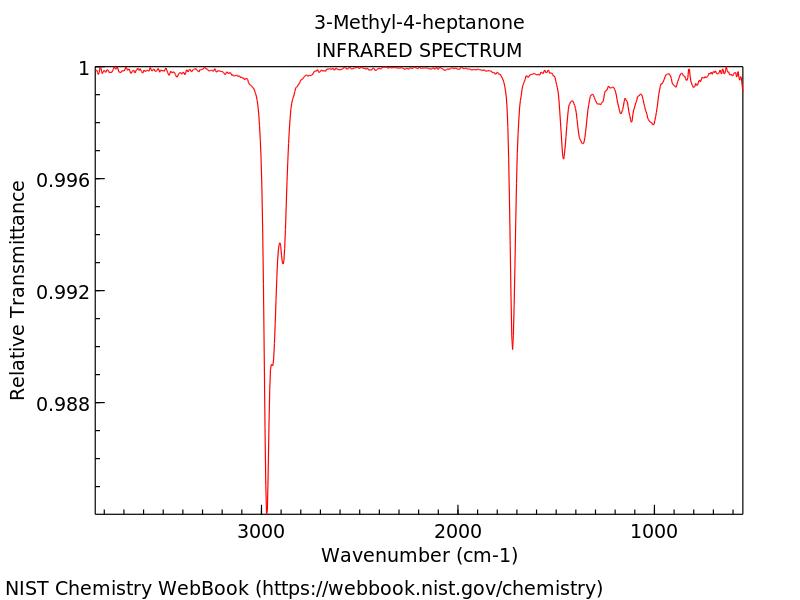 3-Methyl-4-heptanone
INFRARED SPECTRUM
1
0.996
0.992
0.988
Relative Transmittance
3000 2000 1000
Wavenumber (cm-1)
NIST Chemistry WebBook (https://webbook.nist.gov/chemistry)